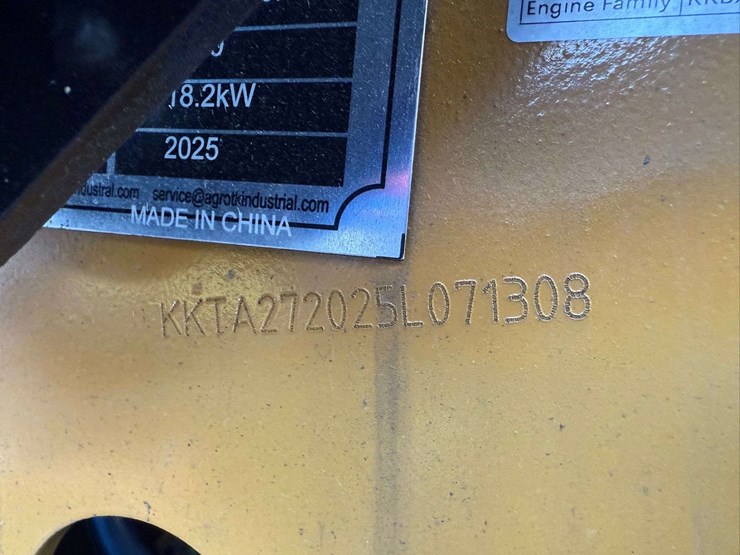 Engine Family
18.2kW
2025
service@agrotkindustrial.com
MADE IN CHINA
KKTA272025L071308